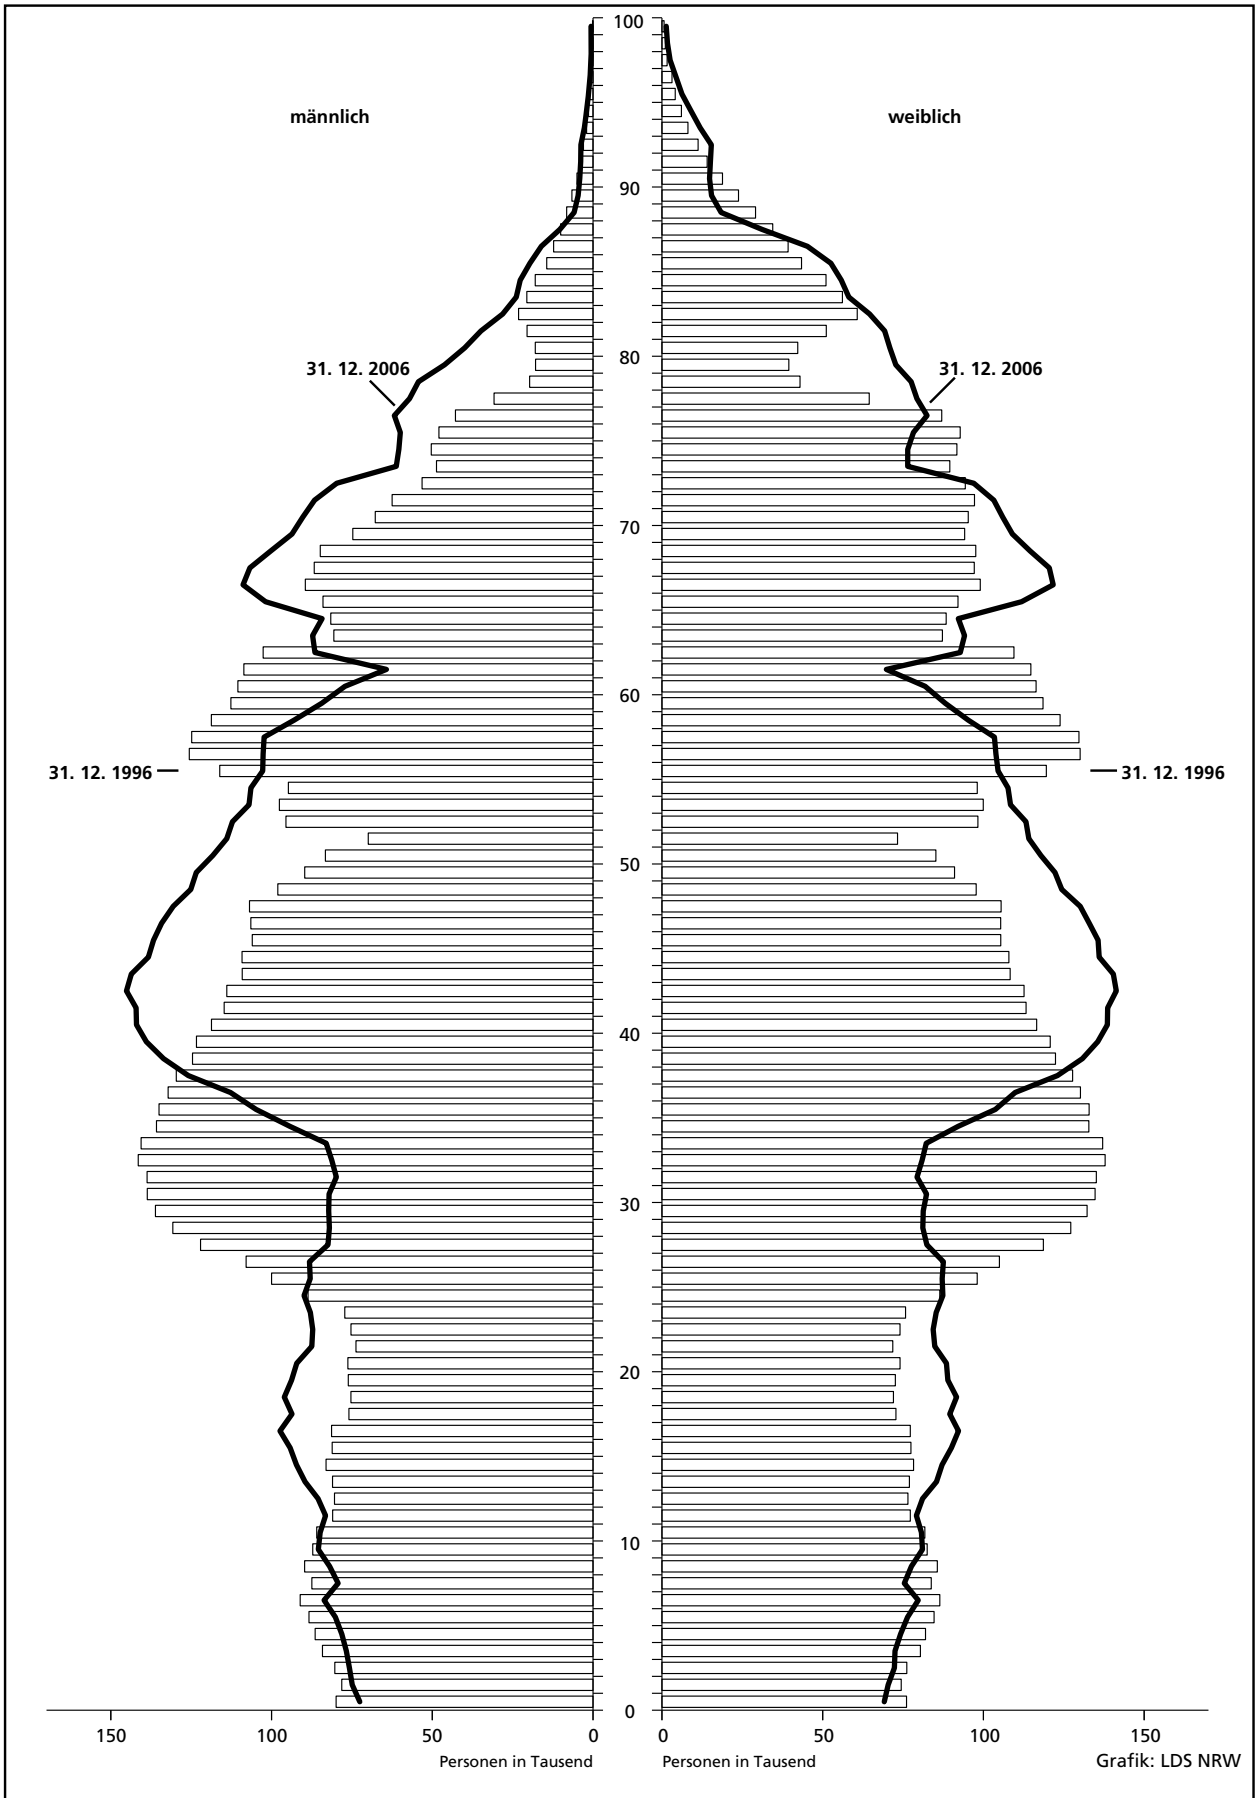 100
männlich
weiblich
90
80
31. 12. 2006
31. 12. 2006
70
60
31. 12. 1996
31. 12. 1996
50
40
30
20
10
0
150 100 50 0 0 50 100 150
Personen in Tausend Personen in Tausend Grafik: LDS NRW